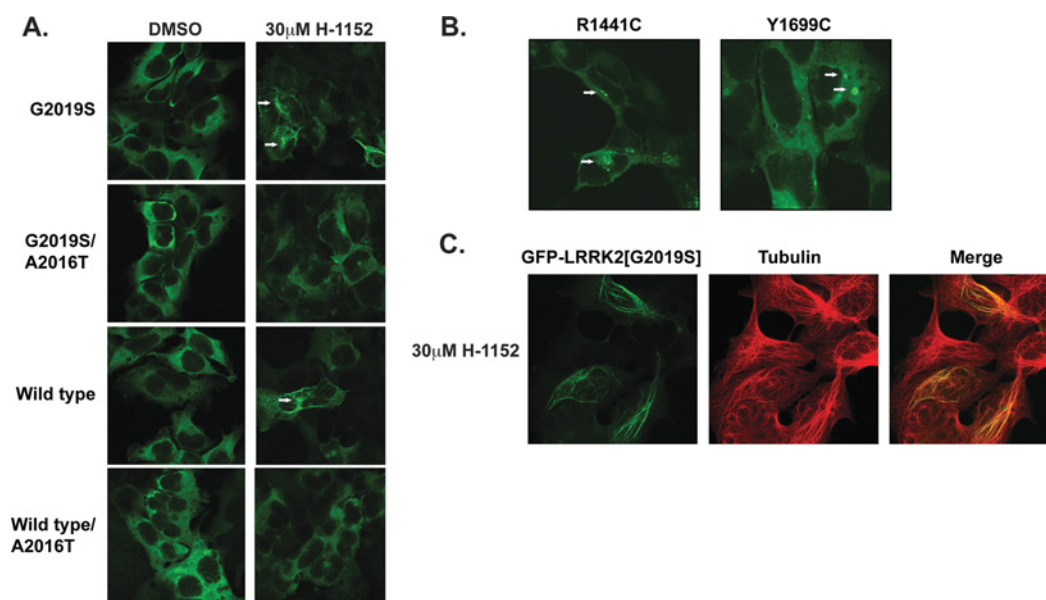 A.
DMSO
30μM H-1152
G2019S
G2019S/
A2016T
Wild type
Wild type/
A2016T
B.
R1441C
Y1699C
C.
GFP-LRRK2[G2019S]
Tubulin
Merge
30μM H-1152